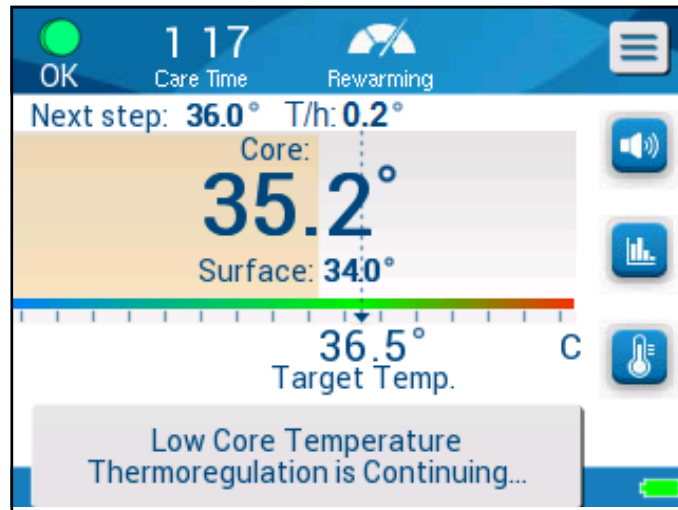 1 17
OK Care Time Rewarming
Next step: 36.0° T/h: 0.2°
Core:
35.2°
Surface: 34.0°
36.5° C
Target Temp.
Low Core Temperature
Thermoregulation is Continuing...